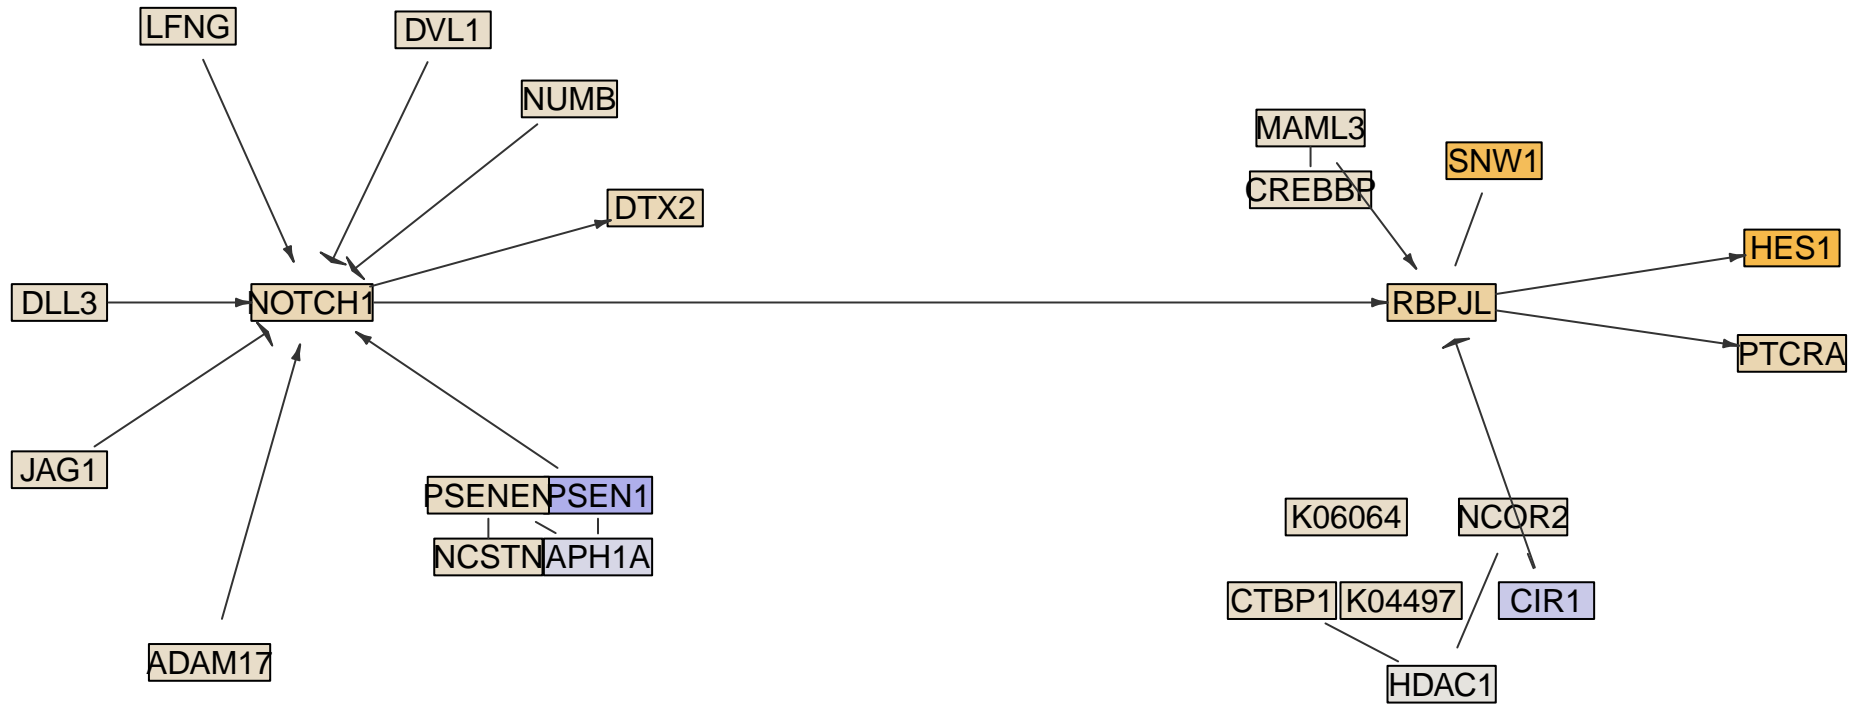 LFNG
DVL1
NUMB
MAML3
SNW1
CREBBP
DTX2
HES1
DLL3
NOTCH1
RBPJL
PTCRA
JAG1
PSENEN
PSEN1
K06064
NCOR2
NCSTN
APH1A
CTBP1
K04497
CIR1
ADAM17
HDAC1